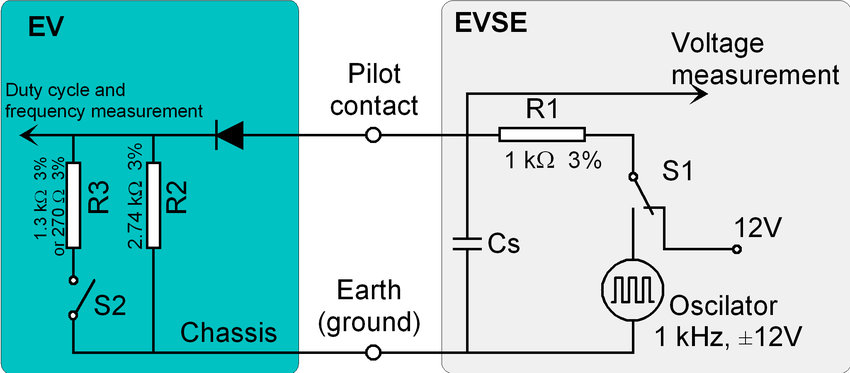 EV
EVSE
Voltage
measurement
Pilot
contact
Duty cycle and
frequency measurement
R1
1 kΩ 3%
S1
1.3 kΩ 3%
or 270 Ω 3%
R3
2.74 kΩ 3%
R2
12V
Cs
S2
Earth
(ground)
Oscilator
1 kHz, ±12V
Chassis